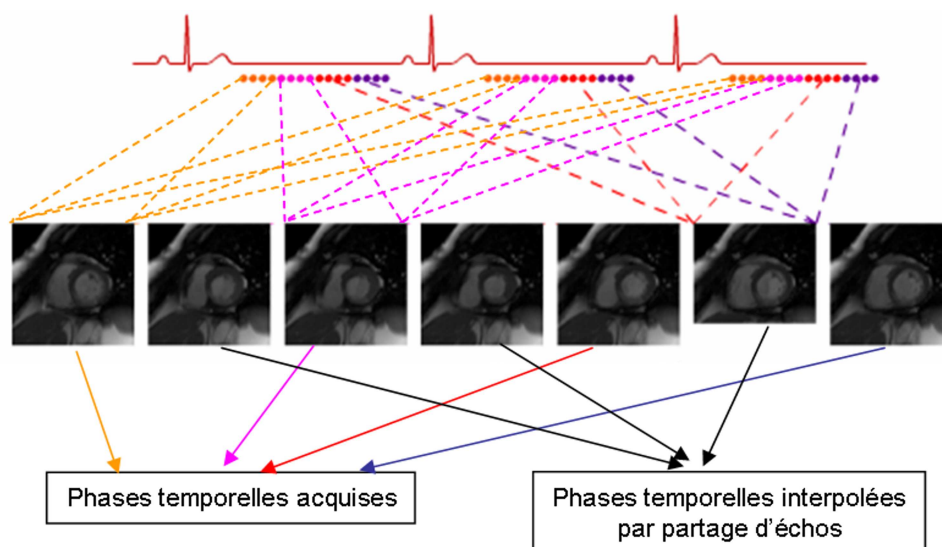 Phases temporelles acquises
Phases temporelles interpolées
par partage d'échos